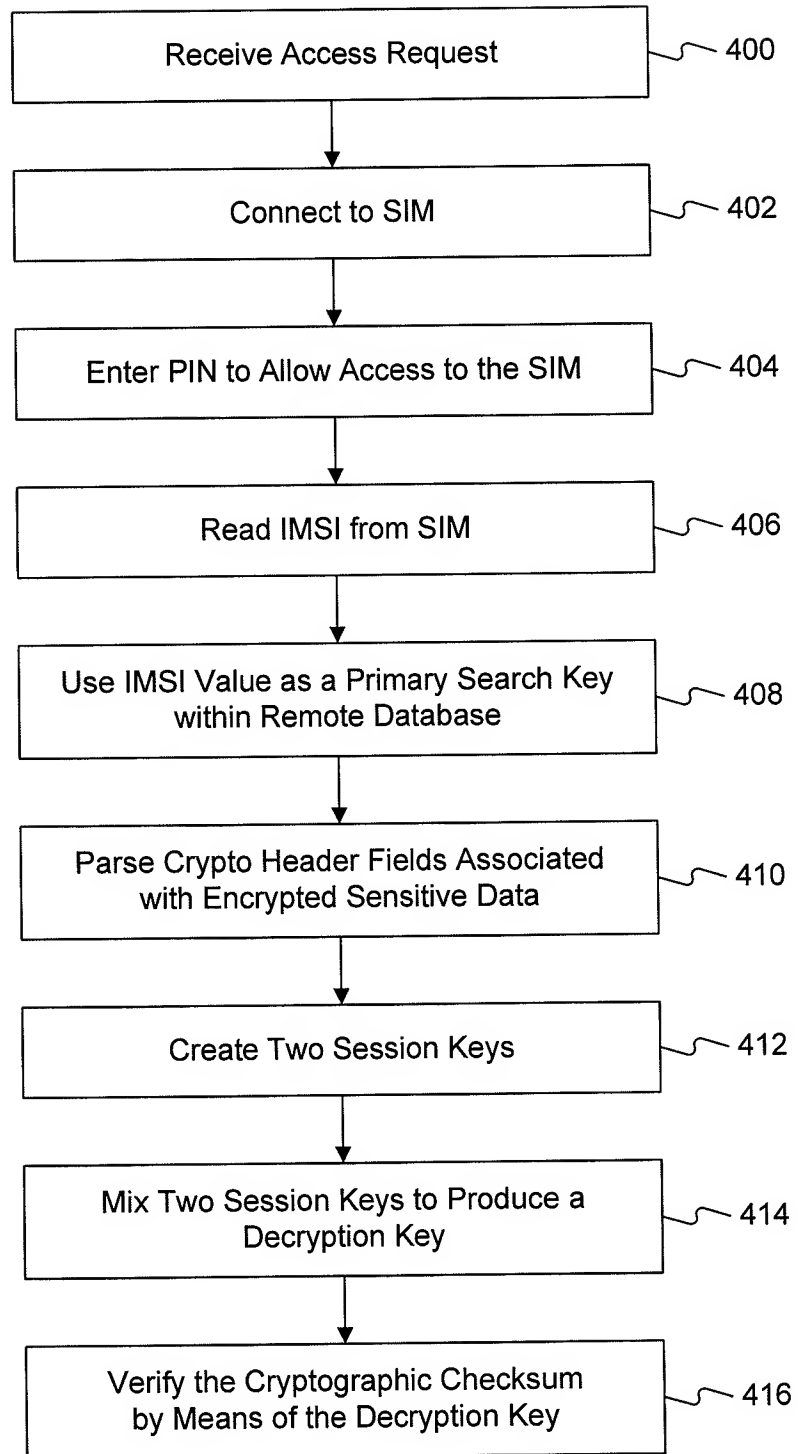 Receive Access Request
400
Connect to SIM
402
Enter PIN to Allow Access to the SIM
404
Read IMSI from SIM
406
Use IMSI Value as a Primary Search Key
within Remote Database
408
Parse Crypto Header Fields Associated
with Encrypted Sensitive Data
410
Create Two Session Keys
412
Mix Two Session Keys to Produce a
Decryption Key
414
Verify the Cryptographic Checksum
by Means of the Decryption Key
416